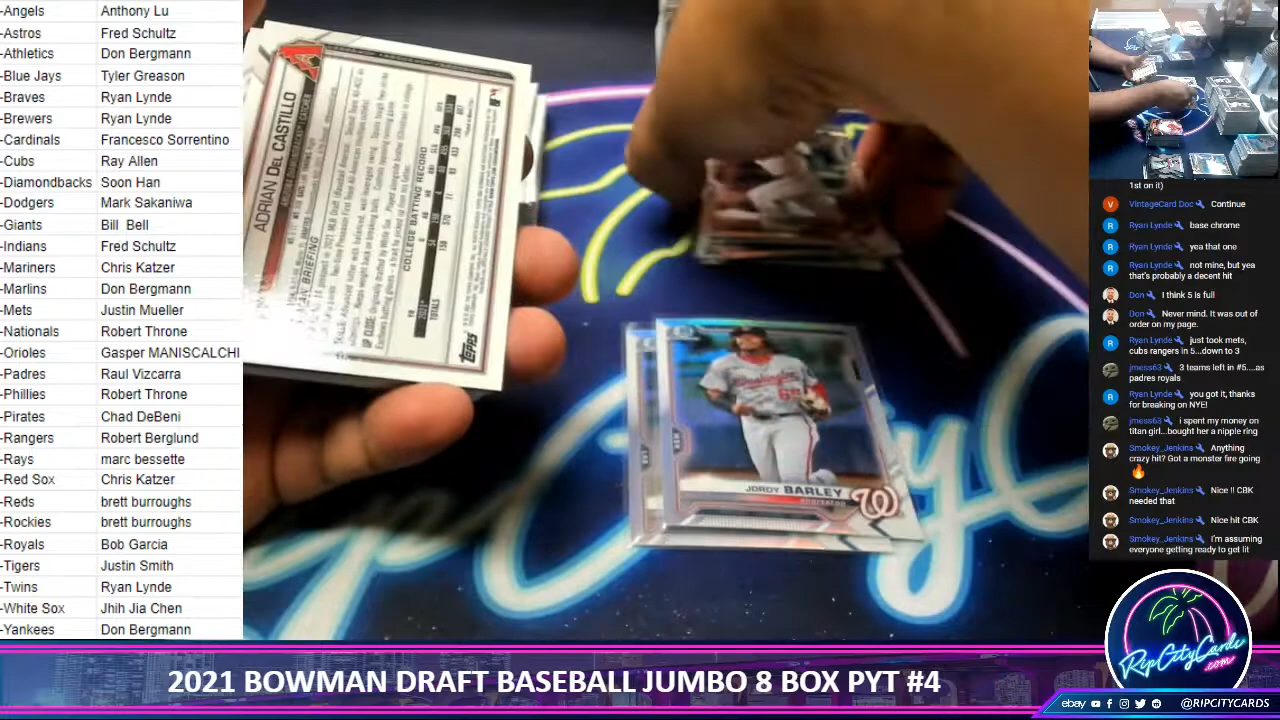 -Angels Anthony Lu
-Astros Fred Schultz
-Athletics Don Bergmann
-Blue Jays Tyler Greason
-Braves Ryan Lynde
-Brewers Ryan Lynde
-Cardinals Francesco Sorrentino
-Cubs Ray Allen
-Diamondbacks Soon Han
-Dodgers Mark Sakaniwa
-Giants Bill Bell
-Indians Fred Schultz
-Mariners Chris Katzer
-Marlins Don Bergmann
-Mets Justin Mueller
-Nationals Robert Throne
-Orioles Gasper MANISCALCHI
-Padres Raul Vizcarra
-Phillies Robert Throne
-Pirates Chad DeBeni
-Rangers Robert Berglund
-Rays marc bessette
-Red Sox Chris Katzer
-Reds brett burroughs
-Rockies brett burroughs
-Royals Bob Garcia
-Tigers Justin Smith
-Twins Ryan Lynde
-White Sox Jhih Jia Chen
-Yankees Don Bergmann
ADRIAN DEL CASTILLO
COLLEGE BATTING RECORD
TOTALS
Topps
JORDY BARLEY
SHORTSTOP
W
1st on it)
VintageCard Doc Continue
Ryan Lynde base chrome
Ryan Lynde yea that one
Ryan Lynde not mine, but yea
that's probably a decent hit
Don I think 5 is full
Don Never mind. It was out of
order on my page.
Ryan Lynde just took mets,
cubs rangers in 5...down to 3
jmess63 3 teams left in #5....as
padres royals
Ryan Lynde you got it, thanks
for breaking on NYE!
jmess63 i spent my money on
titan girl...bought her a nipple ring
Smokey_Jenkins Anything
crazy hit? Got a monster fire going
🔥
Smokey_Jenkins Nice ! CBK
needed that
Smokey_Jenkins Nice hit CBK
Smokey_Jenkins I'm assuming
everyone getting ready to get lit
RipCityCards
.com
2021 BOWMAN DRAFT BASEBALL JUMBO 8 BOX PYT #4
ebay @RIPCITYCARDS